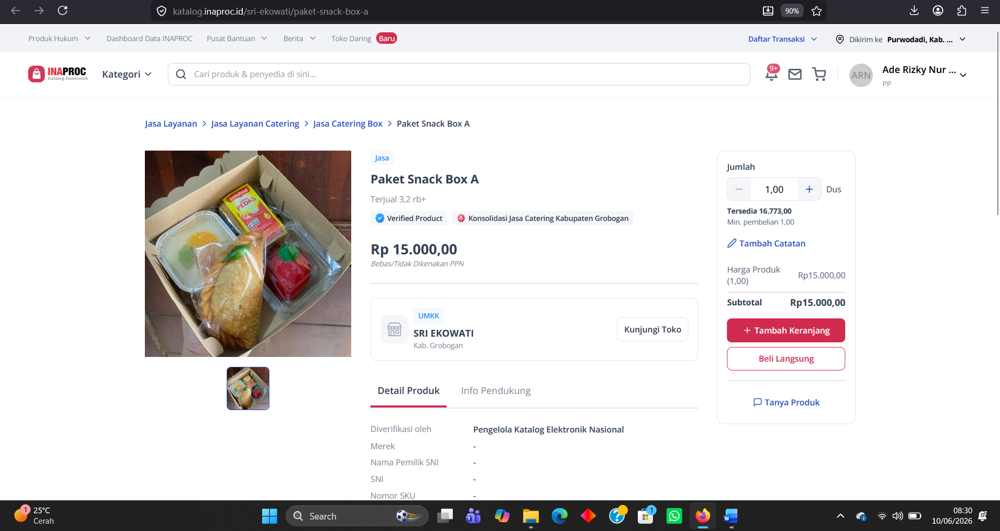 katalog.inaproc.id/sri-ekowati/paket-snack-box-a
90%
Produk Hukum
Dashboard Data INAPROC
Pusat Bantuan
Berita
Toko Daring Baru
Daftar Transaksi
Dikirim ke Purwodadi, Kab. ...
INAPROC
Katalog Elektronik
Kategori
Cari produk & penyedia di sini...
9+
ARN
Ade Rizky Nur ...
PP
Jasa Layanan > Jasa Layanan Catering > Jasa Catering Box > Paket Snack Box A
Indofood
PEDAS
Jasa
Paket Snack Box A
Terjual 3,2 rb+
Verified Product
Konsolidasi Jasa Catering Kabupaten Grobogan
Rp 15.000,00
Bebas/Tidak Dikenakan PPN
UMKK
SRI EKOWATI
Kab. Grobogan
Kunjungi Toko
Detail Produk
Info Pendukung
Diverifikasi oleh Pengelola Katalog Elektronik Nasional
Merek -
Nama Pemilik SNI -
SNI -
Nomor SKU -
Jumlah
− 1,00 + Dus
Tersedia 16.773,00
Min. pembelian 1,00
Tambah Catatan
Harga Produk (1,00) Rp15.000,00
Subtotal Rp15.000,00
+ Tambah Keranjang
Beli Langsung
Tanya Produk
1
25°C
Cerah
Search
1
08:30
10/06/2026